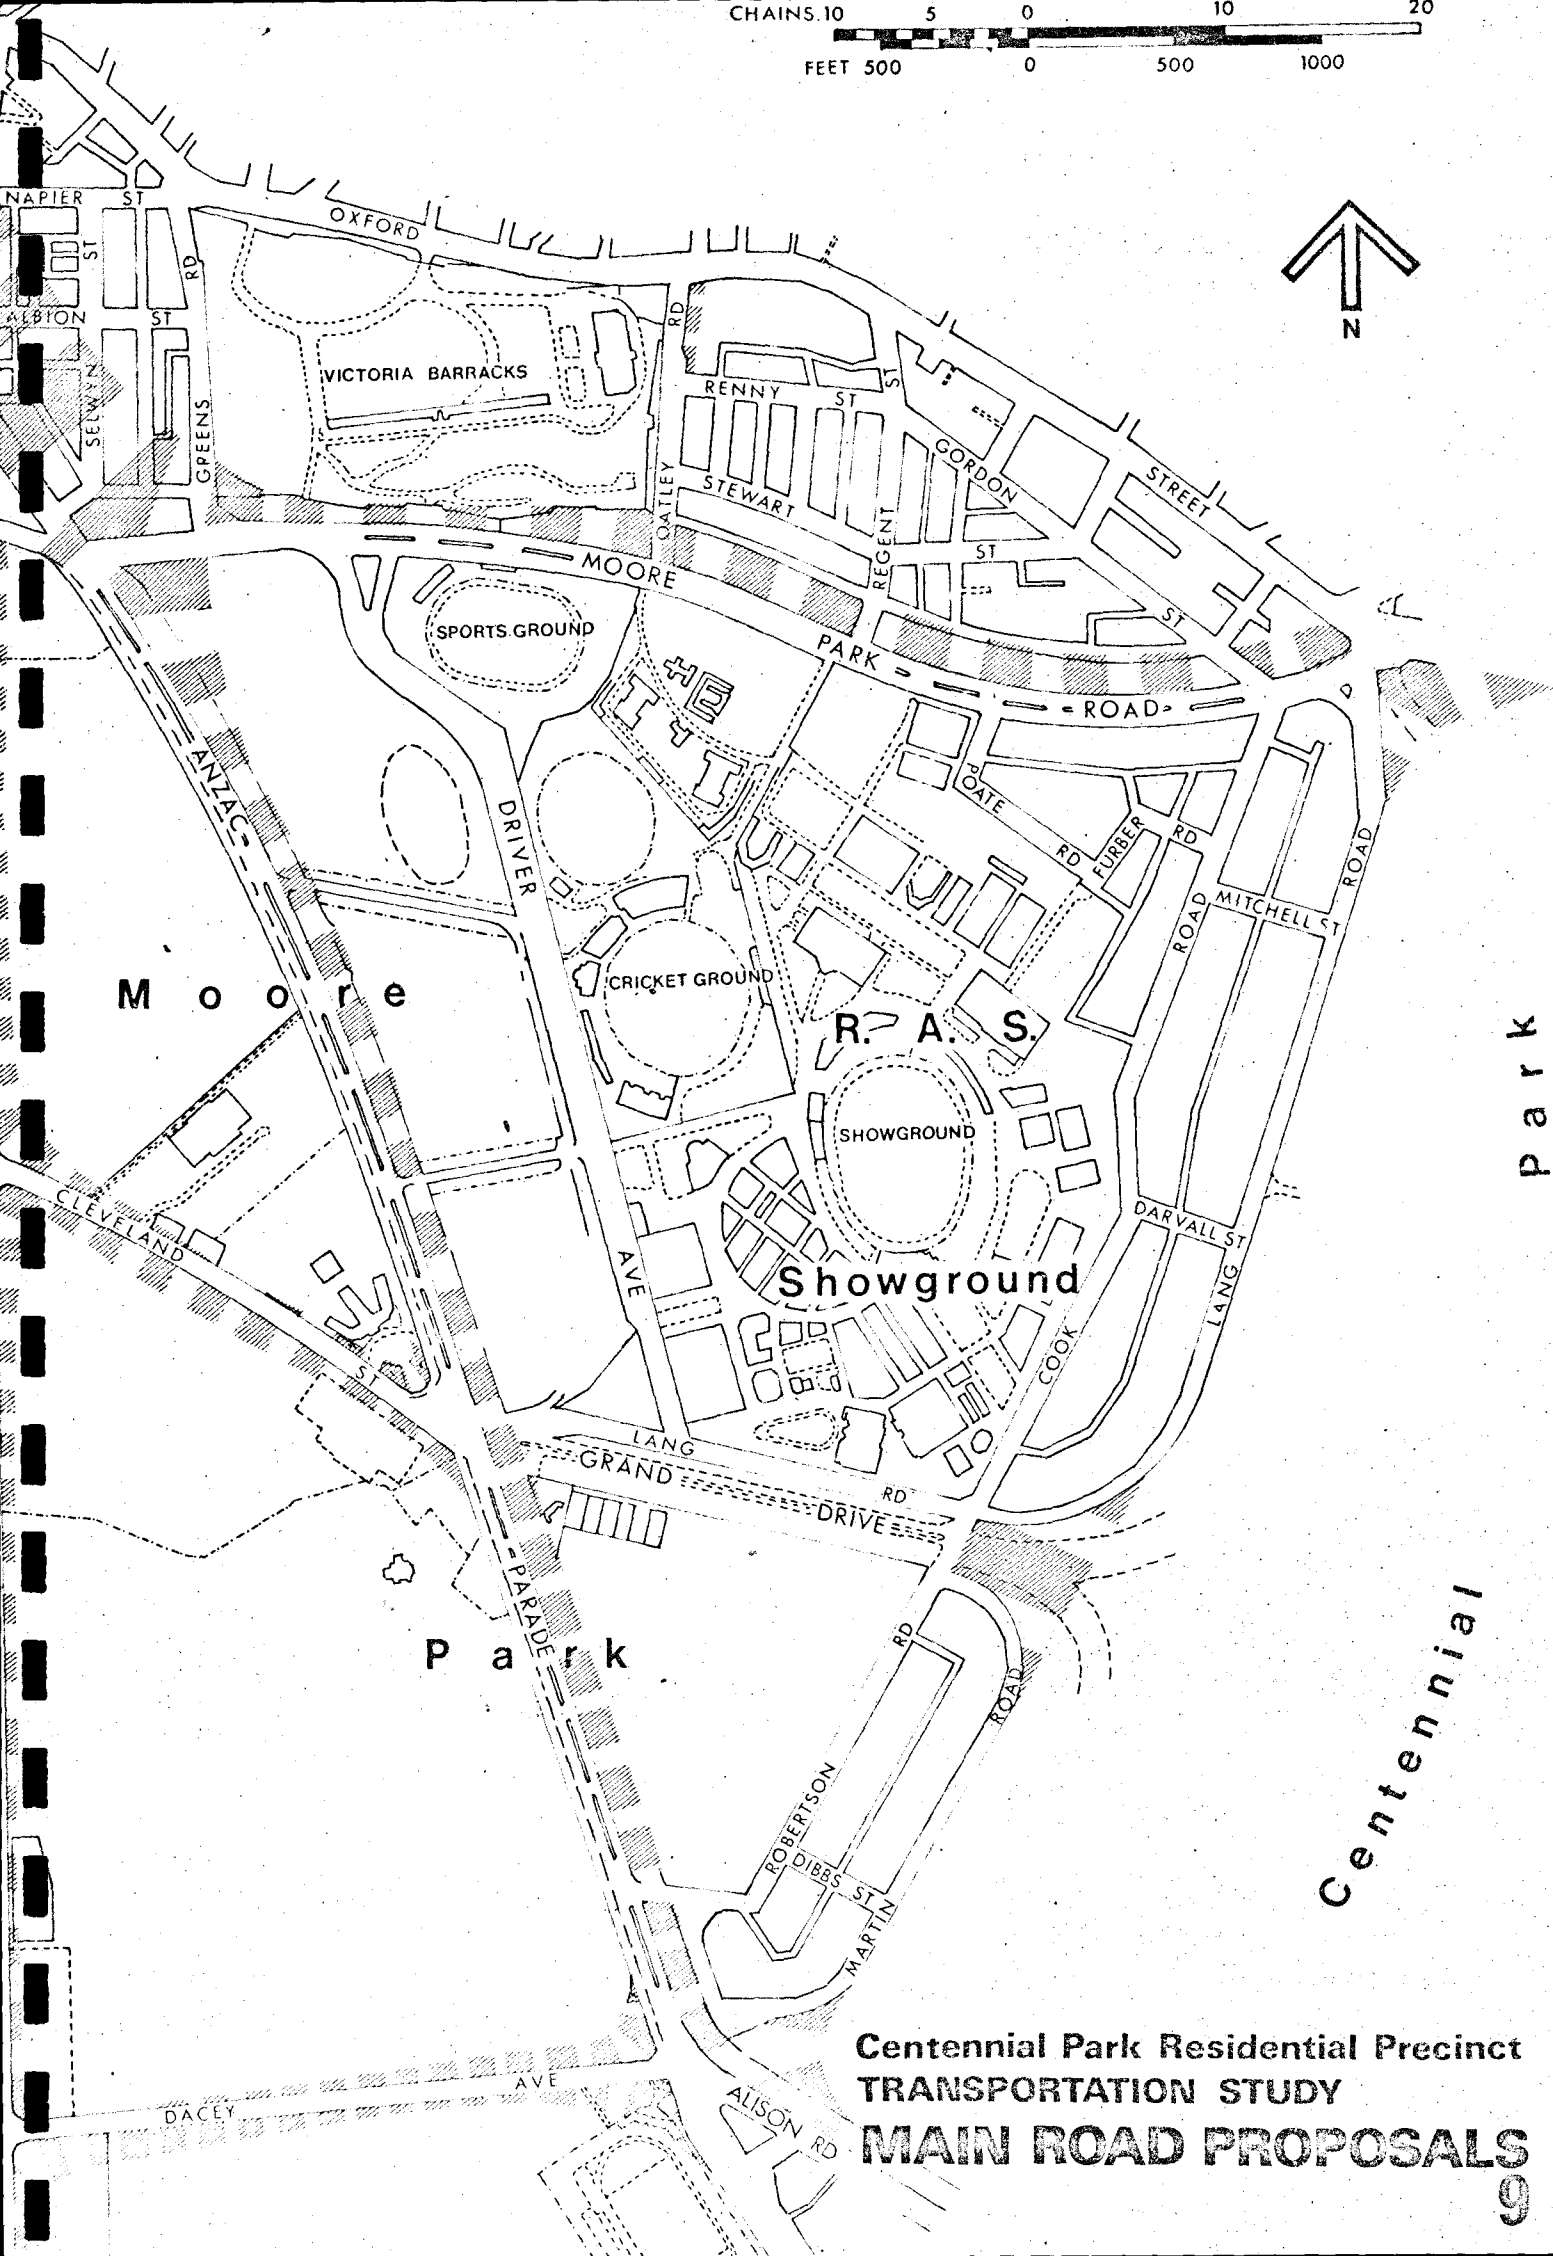 CHAINS.10 5 0 10 20
FEET 500 0 500 1000
N
NAPIER ST
OXFORD
ST
RD
ALBION ST
RD
VICTORIA BARRACKS
RENNY ST
ST
SELWYN
GREENS
GORDON
STREET
OATLEY
STEWART
REGENT
ST
MOORE
SPORTS GROUND
ST
PARK
ROAD
ANZAC
DRIVER
POATE
RD
FURBER
RD
ROAD
MITCHELL ST
ROAD
CRICKET GROUND
Moore
R. A. S.
Park
SHOWGROUND
CLEVELAND
DARVALL ST
AVE
Showground
LANG
COOK
ST
LANG
GRAND
RD
DRIVE
PARADE
Park
RD
ROAD
Centennial
ROBERTSON
DIBBS ST
MARTIN
Centennial Park Residential Precinct
TRANSPORTATION STUDY
AVE
DACEY
ALISON
RD
MAIN ROAD PROPOSALS
9